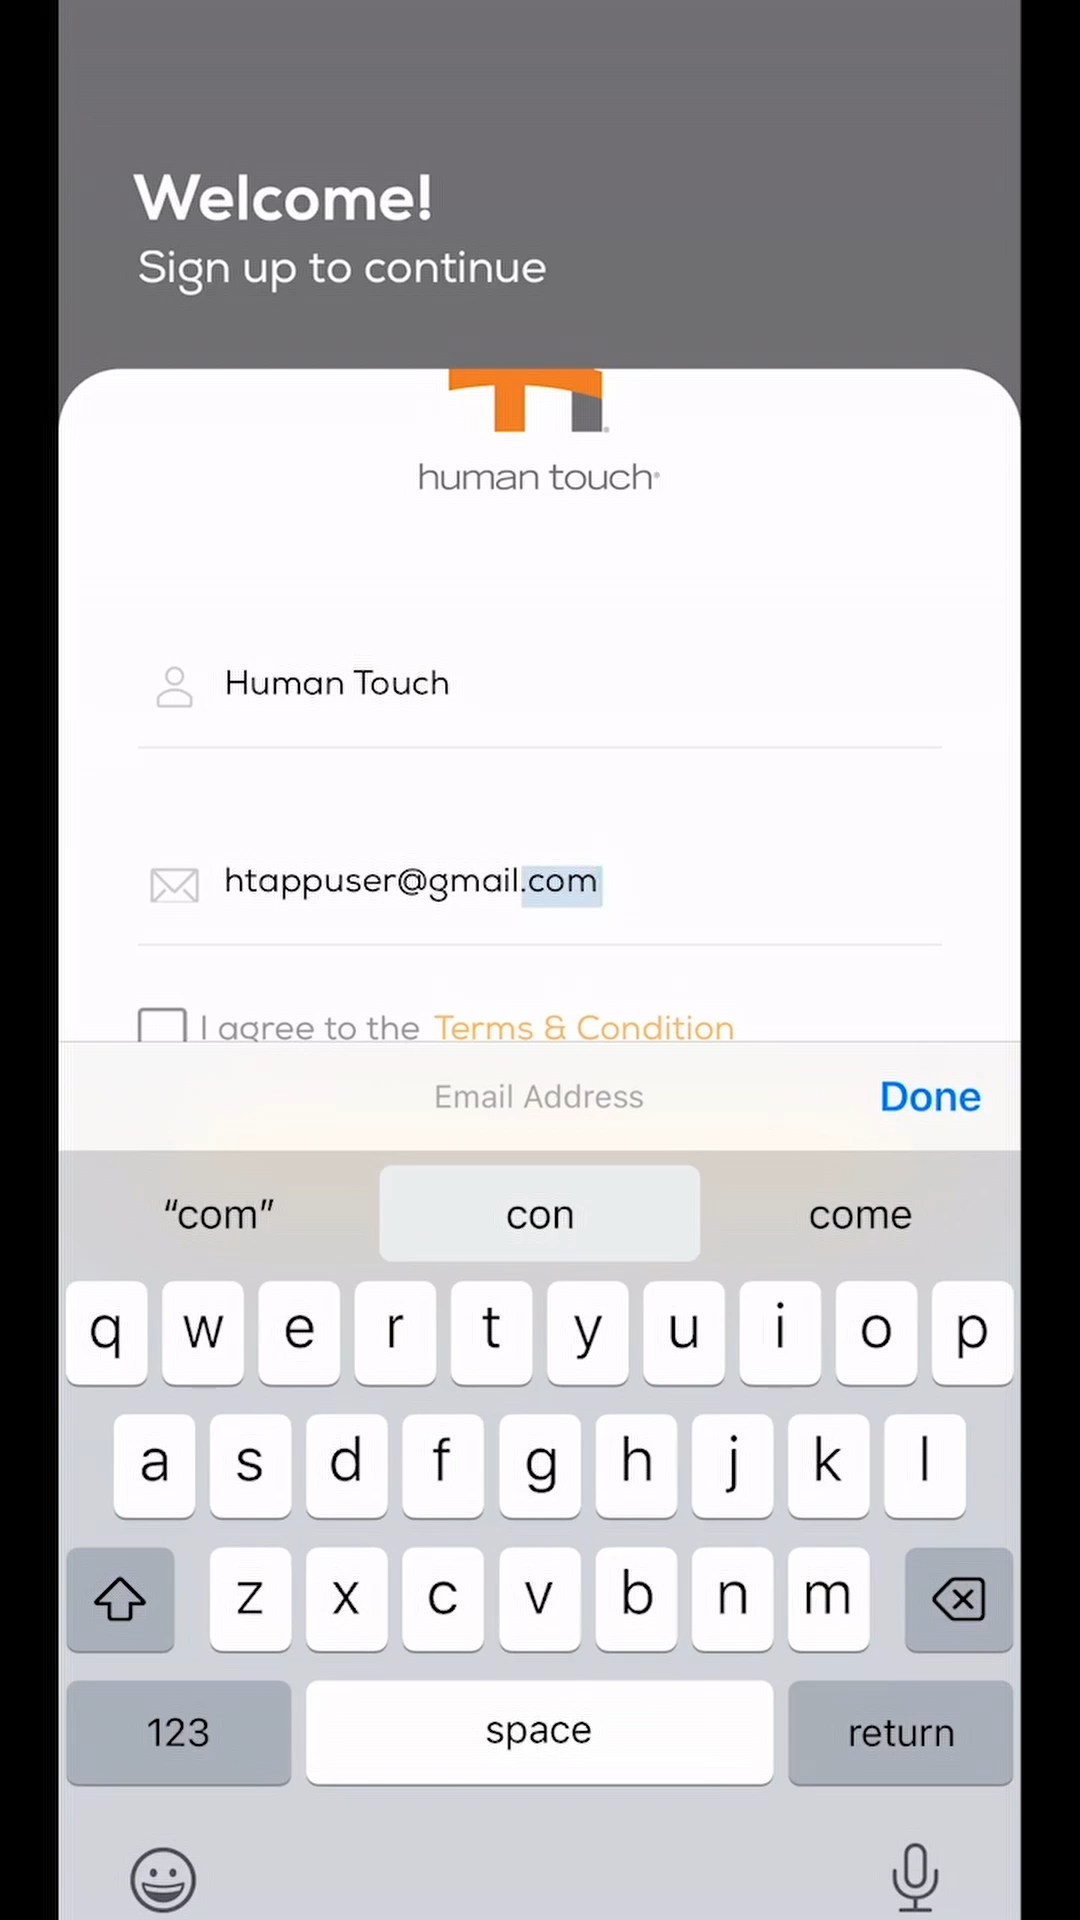 Welcome!
Sign up to continue
human touch
Human Touch
htappuser@gmail.com
I agree to the Terms & Condition
Email Address Done
“com” con come
q w e r t y u i o p
a s d f g h j k l
z x c v b n m
123 space return